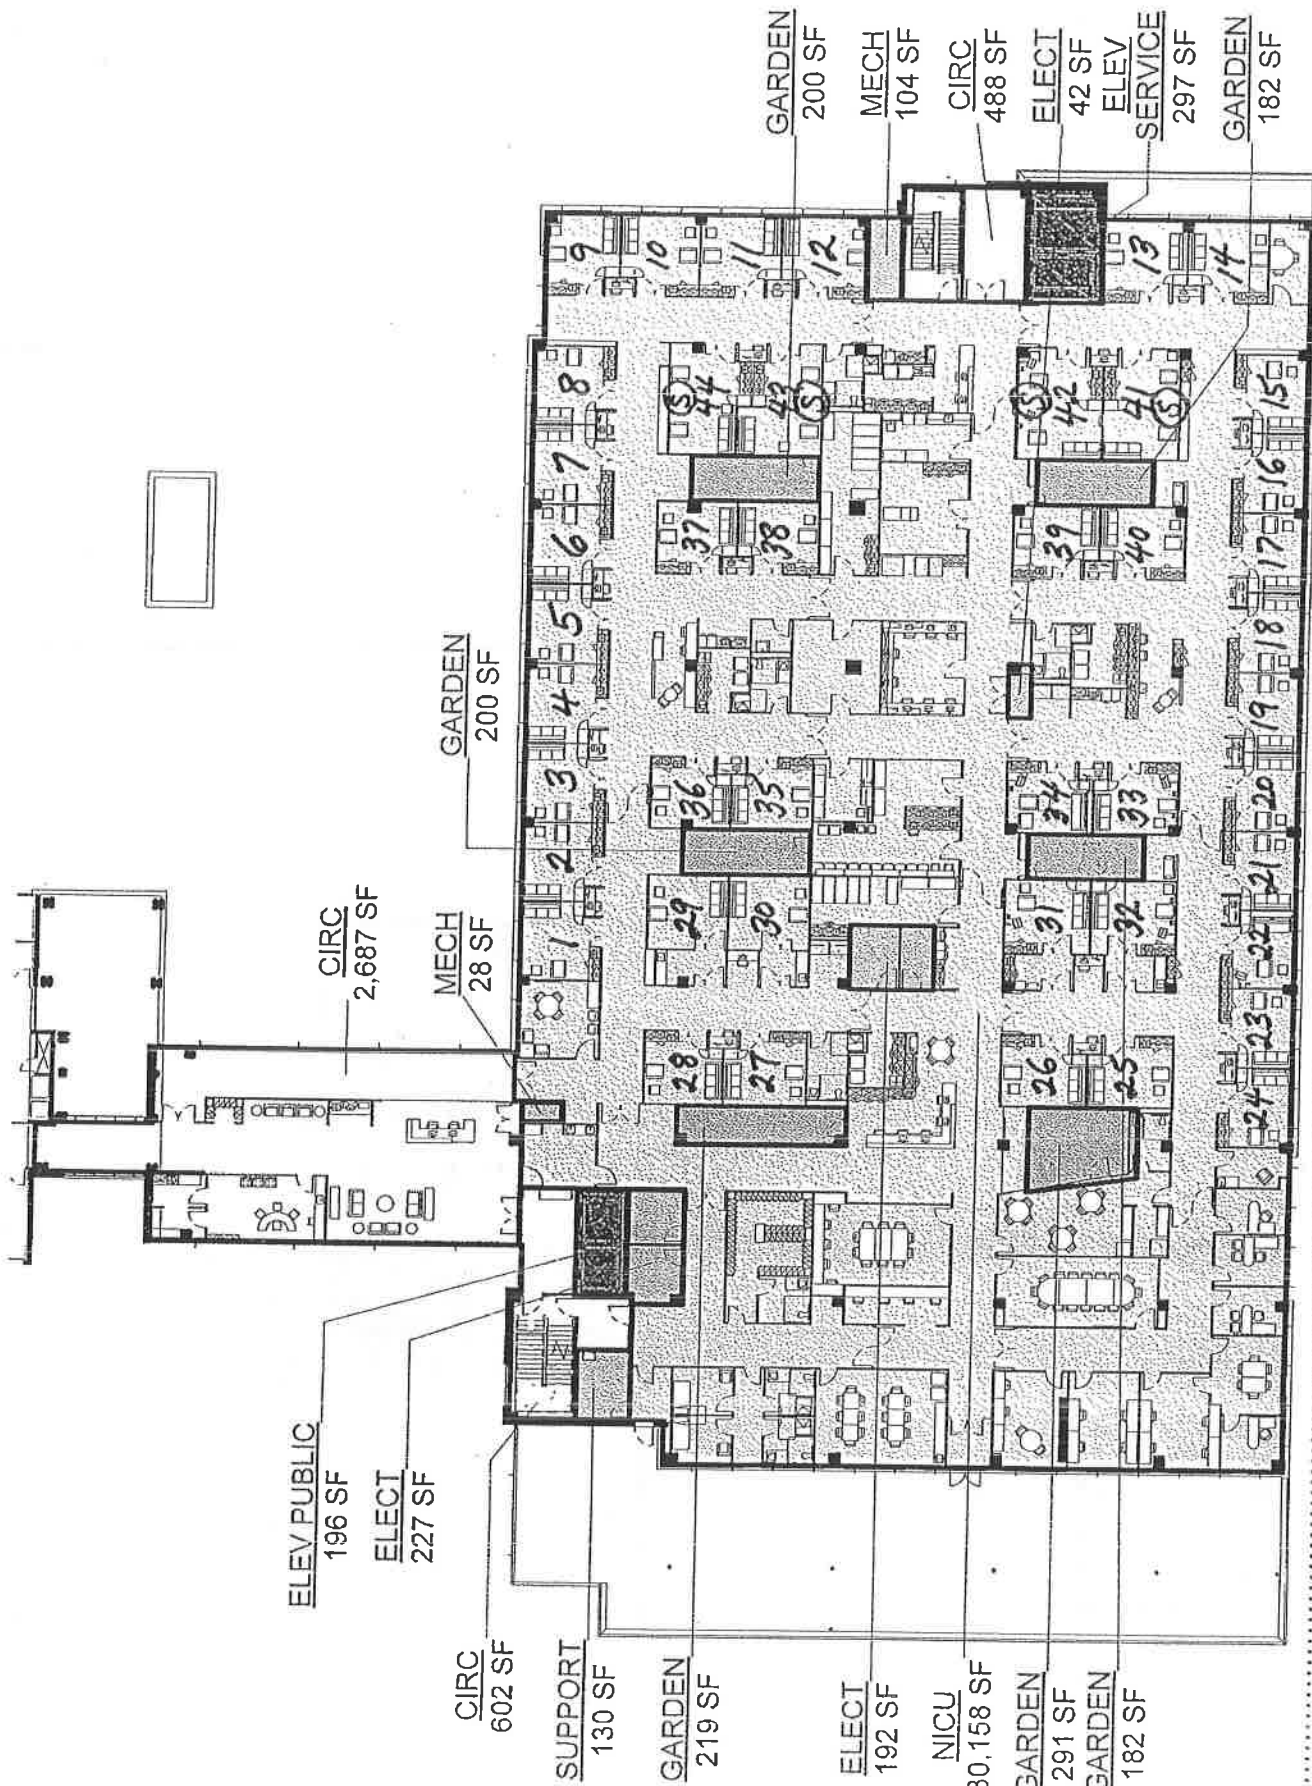 GARDEN
200 SF
MECH
104 SF
CIRC
488 SF
ELECT
42 SF
ELEV
SERVICE
297 SF
GARDEN
182 SF
GARDEN
200 SF
CIRC
2,687 SF
MECH
28 SF
ELEV PUBLIC
196 SF
ELECT
227 SF
CIRC
602 SF
SUPPORT
130 SF
GARDEN
219 SF
ELECT
192 SF
NICU
30,158 SF
GARDEN
291 SF
GARDEN
182 SF
1
2
3
4
5
6
7
8
9
10
11
12
13
14
15
16
17
18
19
20
21
22
23
24
25
26
27
28
29
30
31
32
33
34
35
36
37
38
39
40
41
S
42
S
43
S
44
S